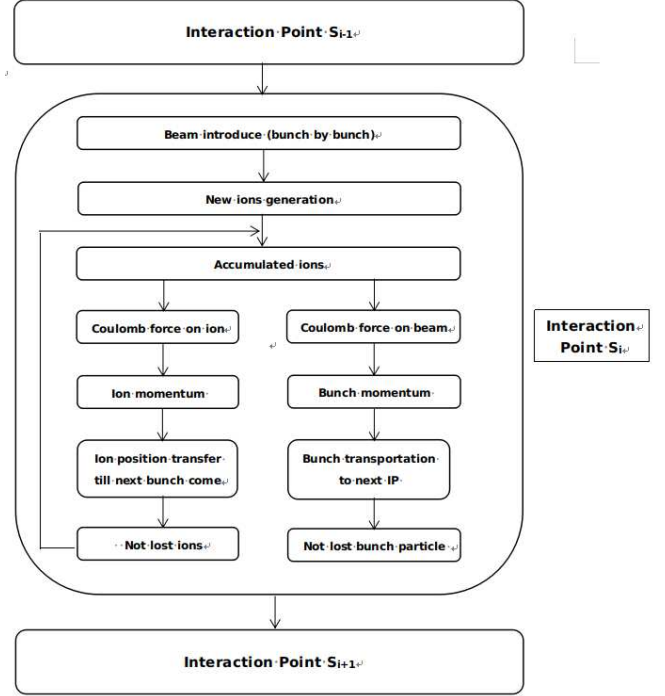 Interaction Point Si-1
Beam introduce (bunch by bunch)
New ions generation
Accumulated ions
Coulomb force on ion
Coulomb force on beam
Interaction
Point Si
Ion momentum
Bunch momentum
Ion position transfer
till next bunch come
Bunch transportation
to next IP
Not lost ions
Not lost bunch particle
Interaction Point Si+1